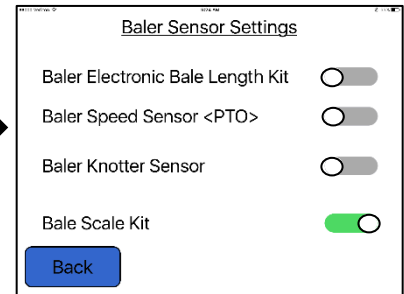 Baler Sensor Settings
Baler Electronic Bale Length Kit
Baler Speed Sensor <PTO>
Baler Knotter Sensor
Bale Scale Kit
Back